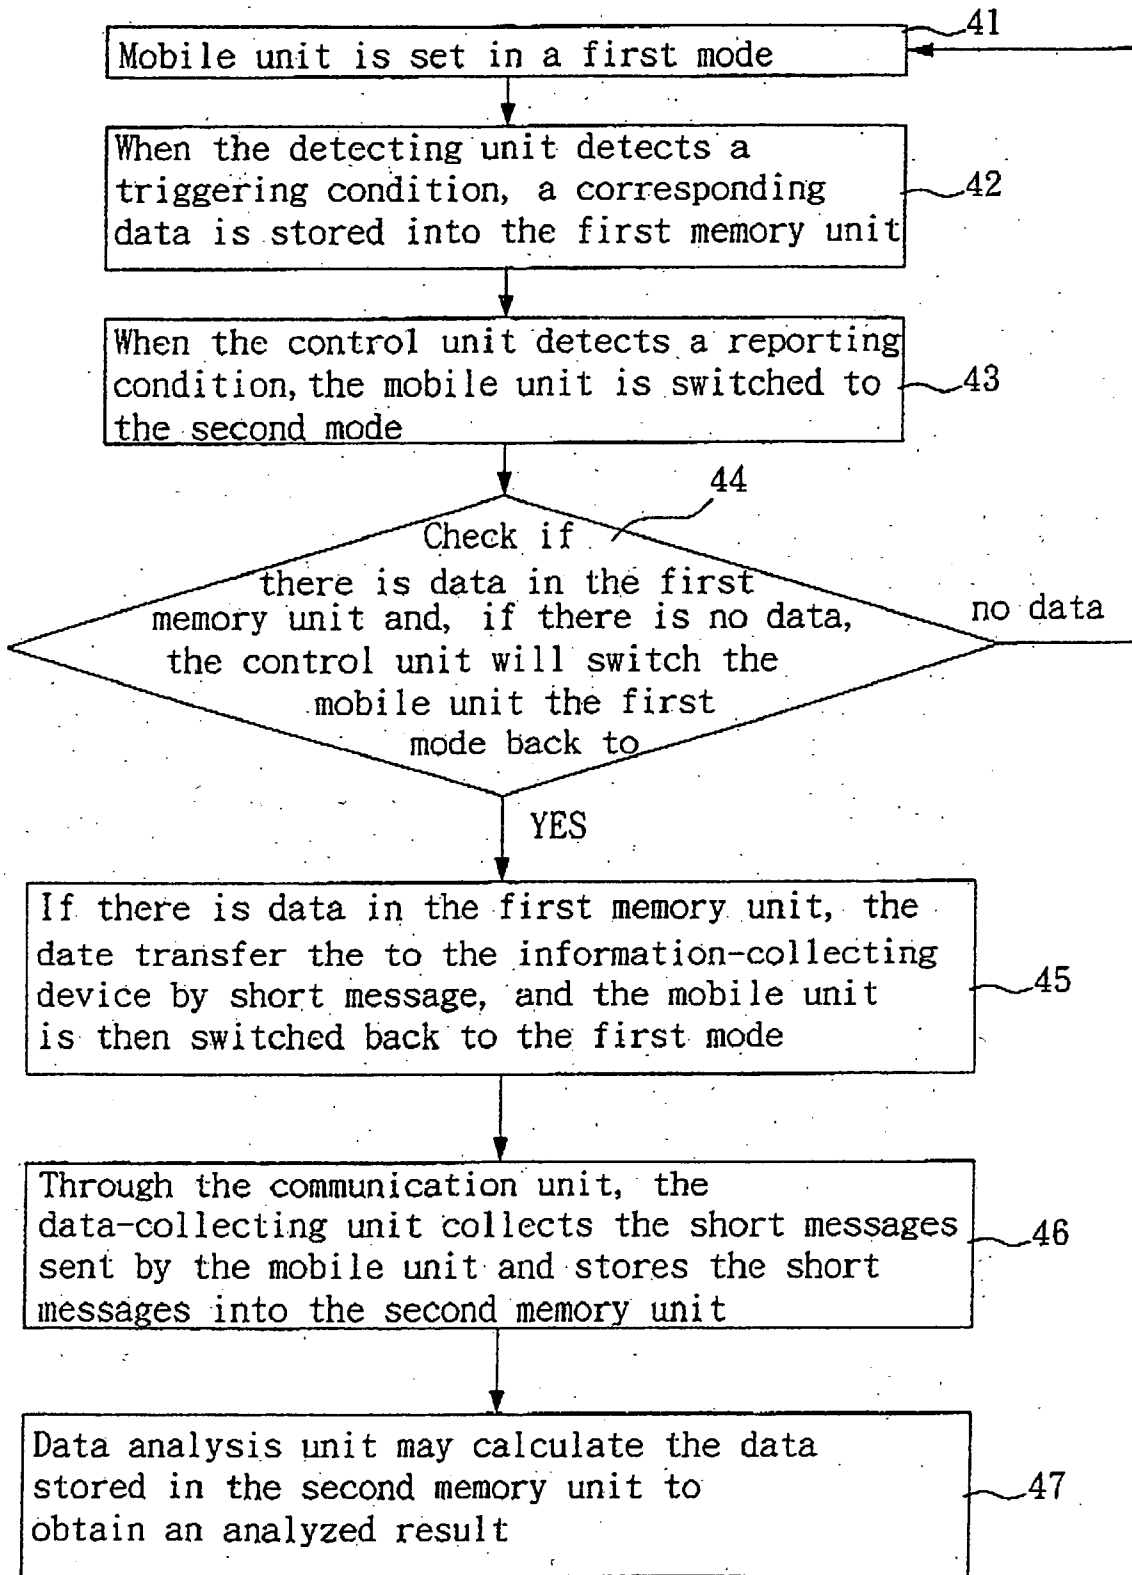 41
Mobile unit is set in a first mode
When the detecting unit detects a
triggering condition, a corresponding
data is stored into the first memory unit
42
When the control unit detects a reporting
condition, the mobile unit is switched to
the second mode
43
44
Check if
there is data in the first
memory unit and, if there is no data,
the control unit will switch the
mobile unit the first
mode back to
no data
YES
If there is data in the first memory unit, the
date transfer the to the information-collecting
device by short message, and the mobile unit
is then switched back to the first mode
45
Through the communication unit, the
data-collecting unit collects the short messages
sent by the mobile unit and stores the short
messages into the second memory unit
46
Data analysis unit may calculate the data
stored in the second memory unit to
obtain an analyzed result
47